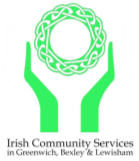 Irish Community Services
in Greenwich, Bexley & Lewisham